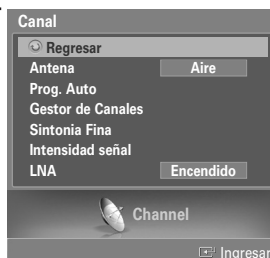 Canal
Regresar
Antena Aire
Prog. Auto
Gestor de Canales
Sintonia Fina
Intensidad señal
LNA Encendido
Channel
Ingresar